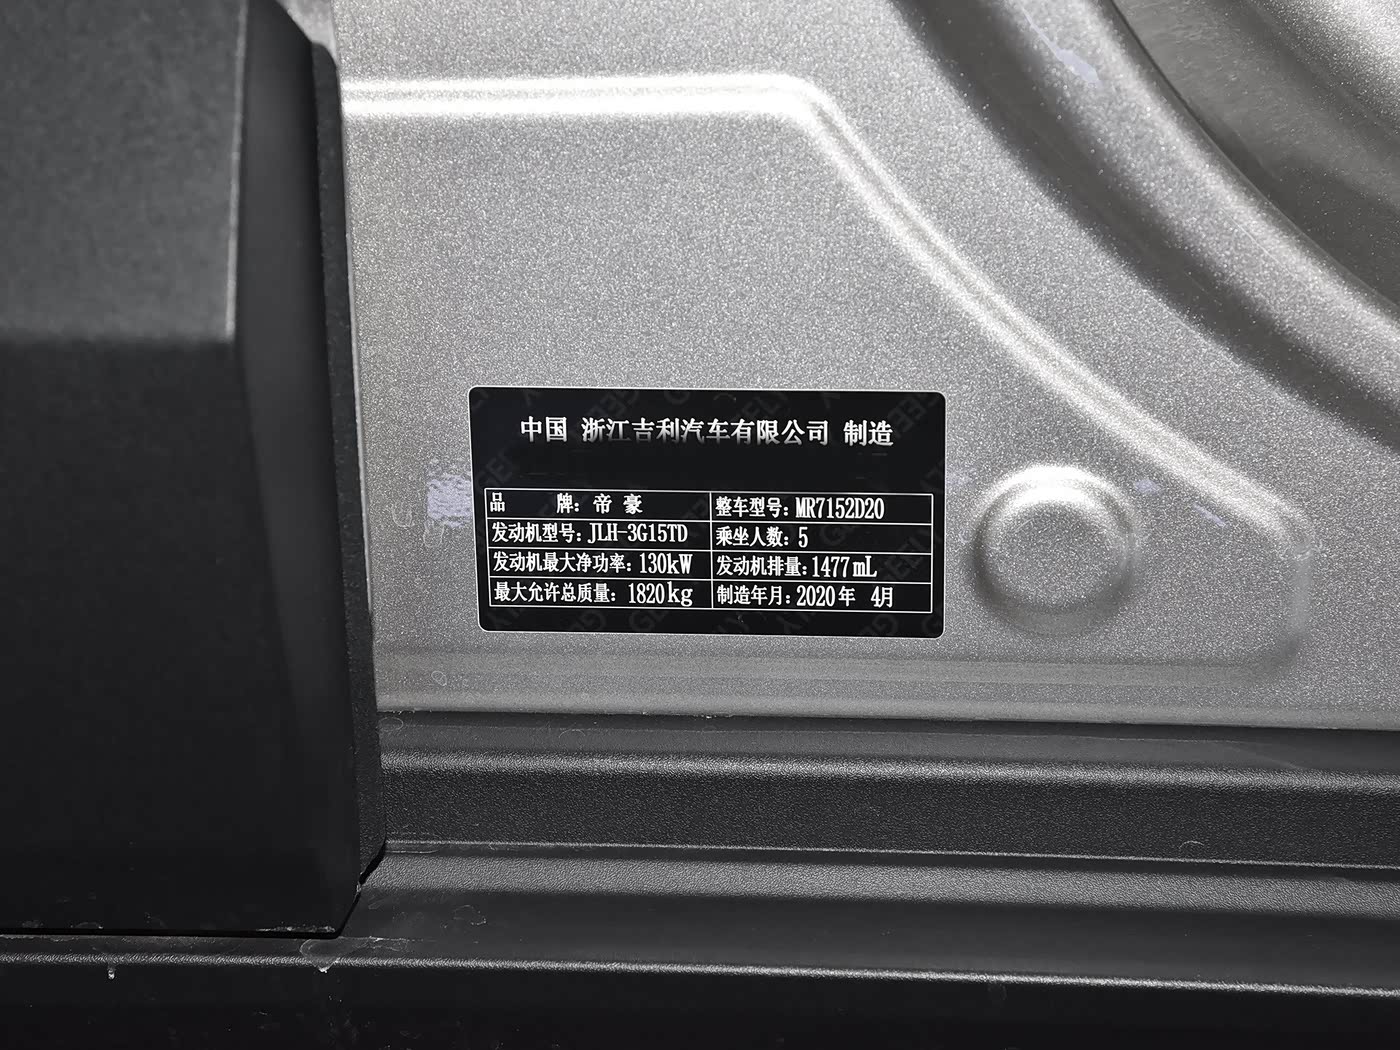 中国 浙江吉利汽车有限公司 制造
品 牌: 帝 豪 整车型号: MR7152D20
发动机型号: JLH-3G15TD 乘坐人数: 5
发动机最大净功率: 130kW 发动机排量: 1477mL
最大允许总质量: 1820kg 制造年月: 2020年 4月